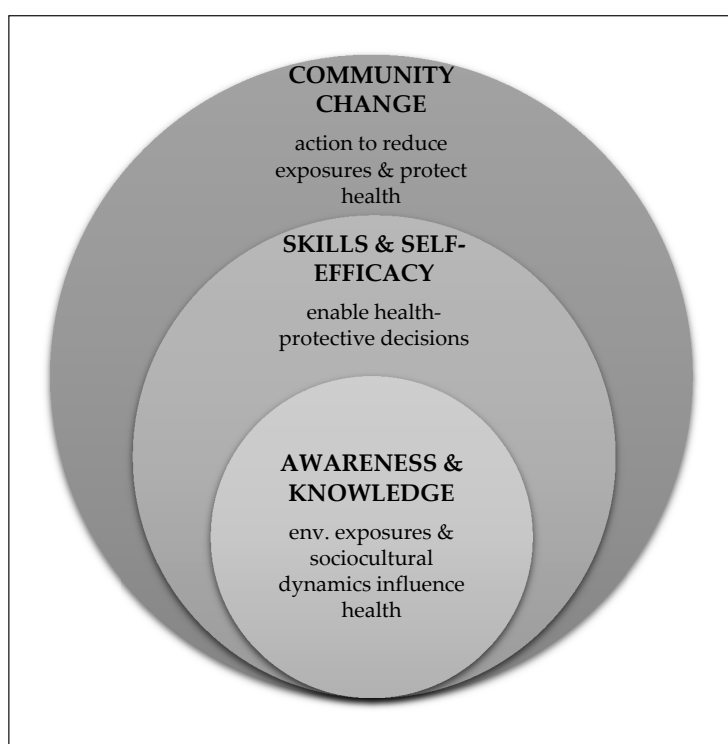 COMMUNITY
CHANGE
action to reduce
exposures & protect
health
SKILLS & SELF-
EFFICACY
enable health-
protective decisions
AWARENESS &
KNOWLEDGE
env. exposures &
sociocultural
dynamics influence
health